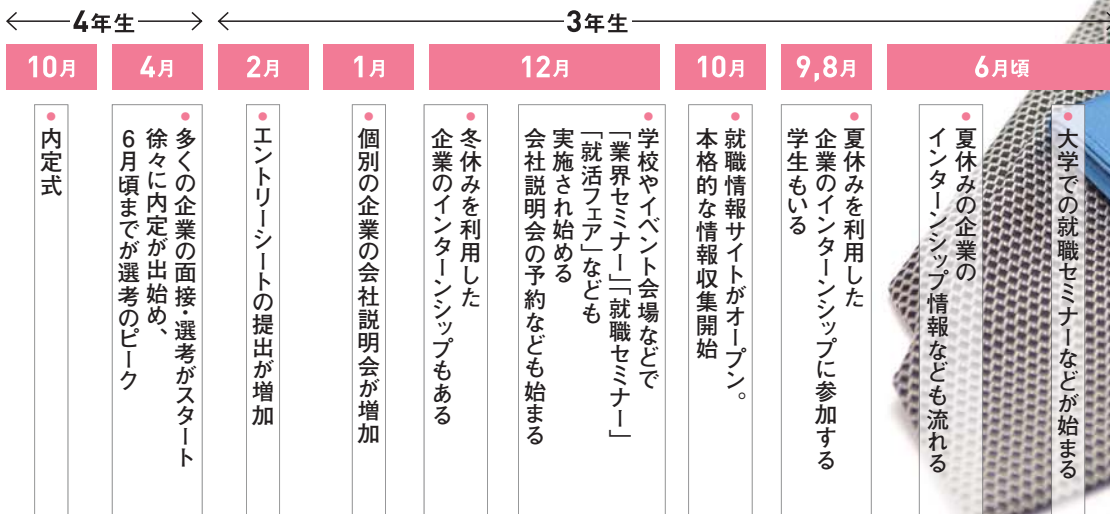 3年生
6月頃
大学での就職セミナーなどが始まる
夏休みの企業の
インターンシップ情報なども流れる
9,8月
夏休みを利用した
企業のインターンシップに参加する
学生もいる
10月
就職情報サイトがオープン。
本格的な情報収集開始
12月
学校やイベント会場などで
「業界セミナー」「就職セミナー」
「就活フェア」なども
実施され始める
会社説明会の予約なども始まる
冬休みを利用した
企業のインターンシップもある
1月
個別の企業の会社説明会が増加
2月
エントリーシートの提出が増加
4年生
4月
多くの企業の面接・選考がスタート
徐々に内定が出始め、
6月頃までが選考のピーク
10月
内定式